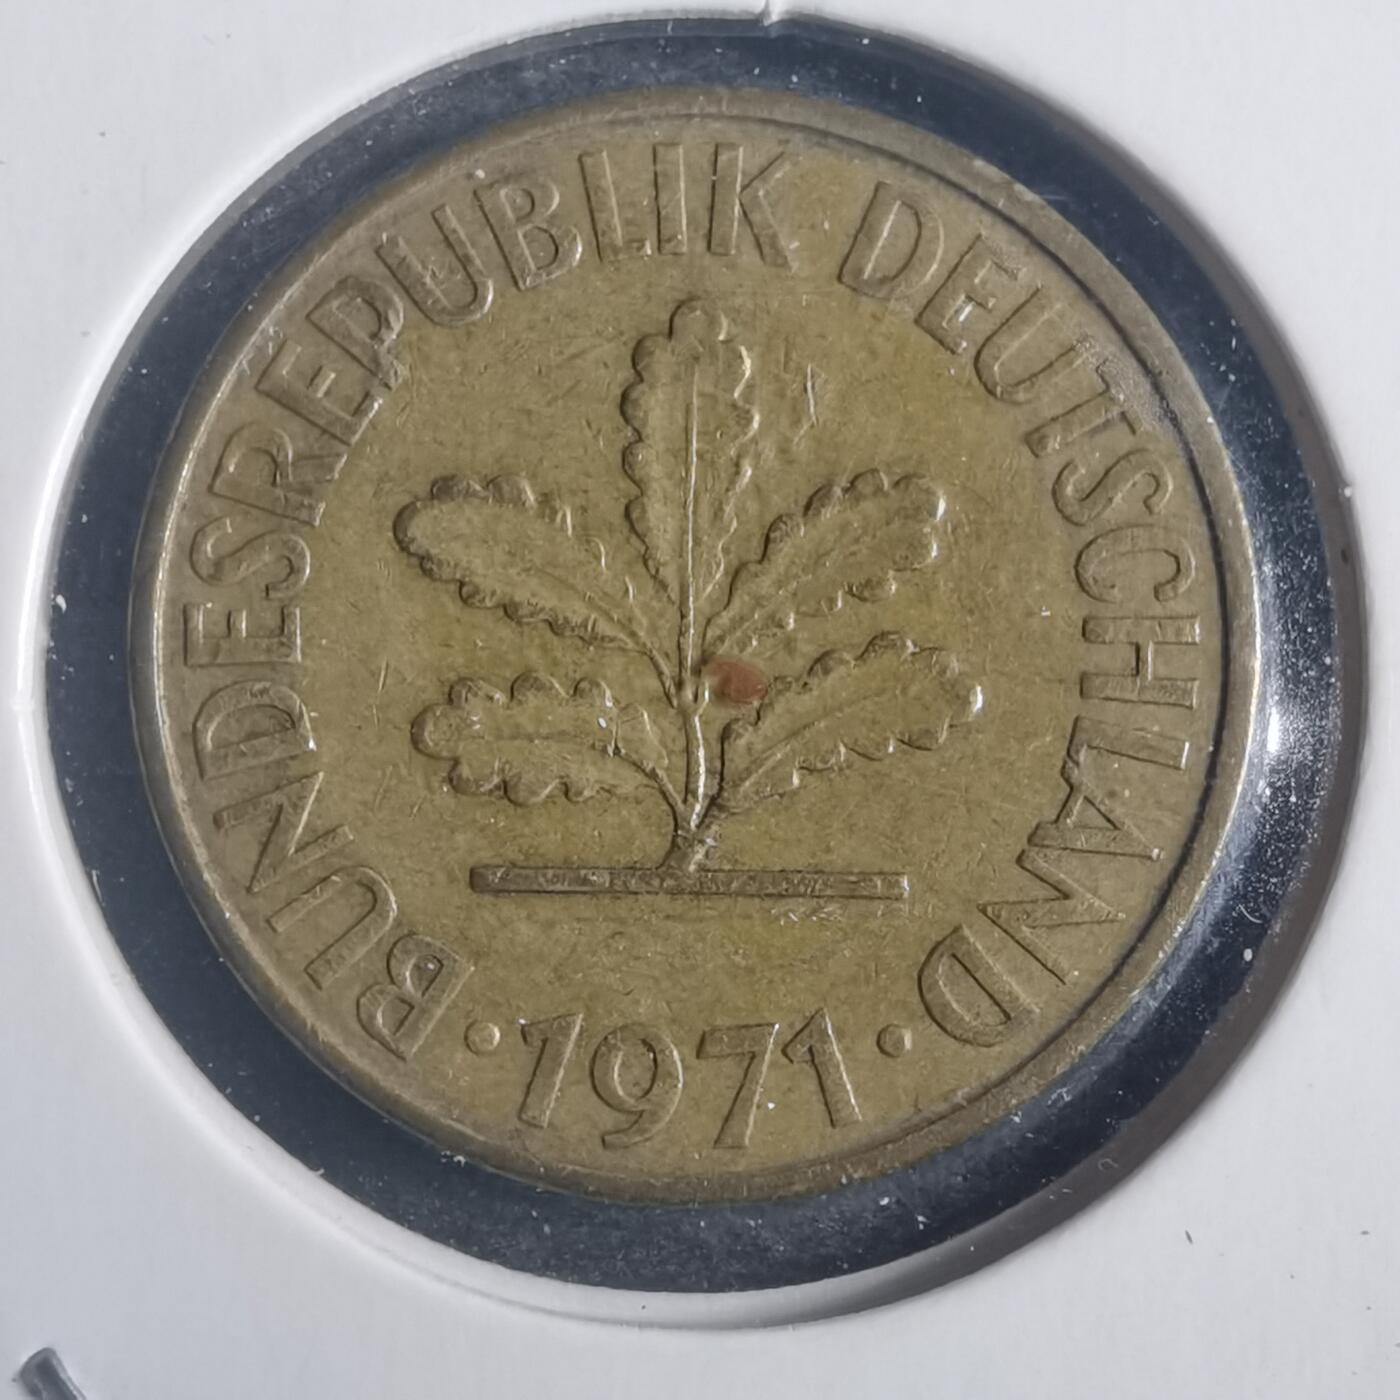 BUNDESREPUBLIK DEUTSCHLAND
· 1971 ·